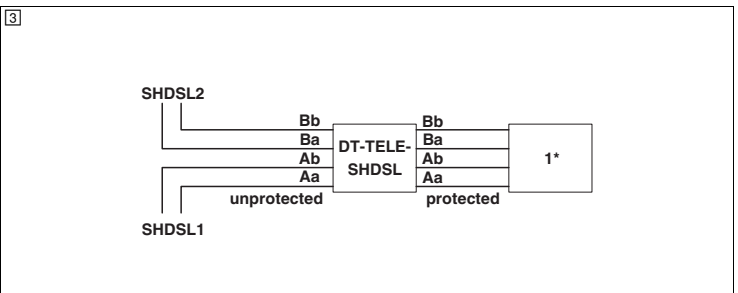 3
SHDSL2
Bb Bb
Ba DT-TELE- Ba
Ab SHDSL Ab 1*
Aa Aa
unprotected protected
SHDSL1